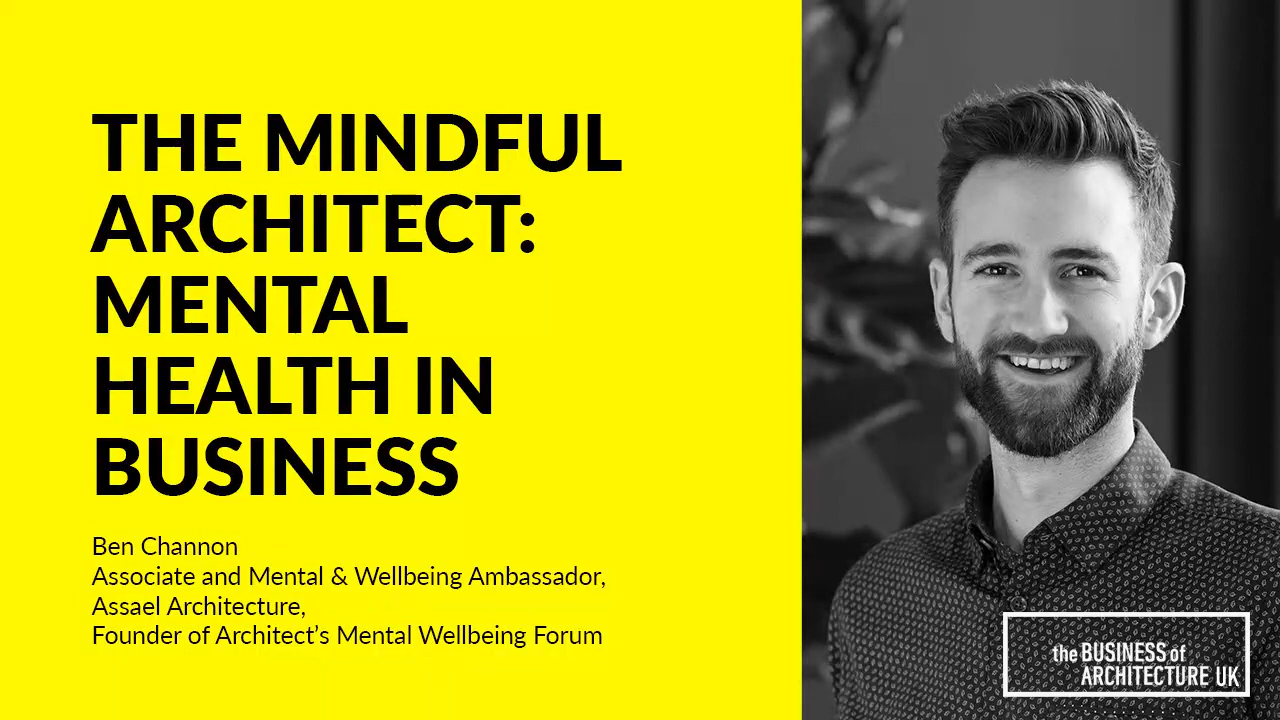 THE MINDFUL
ARCHITECT:
MENTAL
HEALTH IN
BUSINESS
Ben Channon
Associate and Mental & Wellbeing Ambassador,
Assael Architecture,
Founder of Architect’s Mental Wellbeing Forum
the BUSINESS of
ARCHITECTURE UK